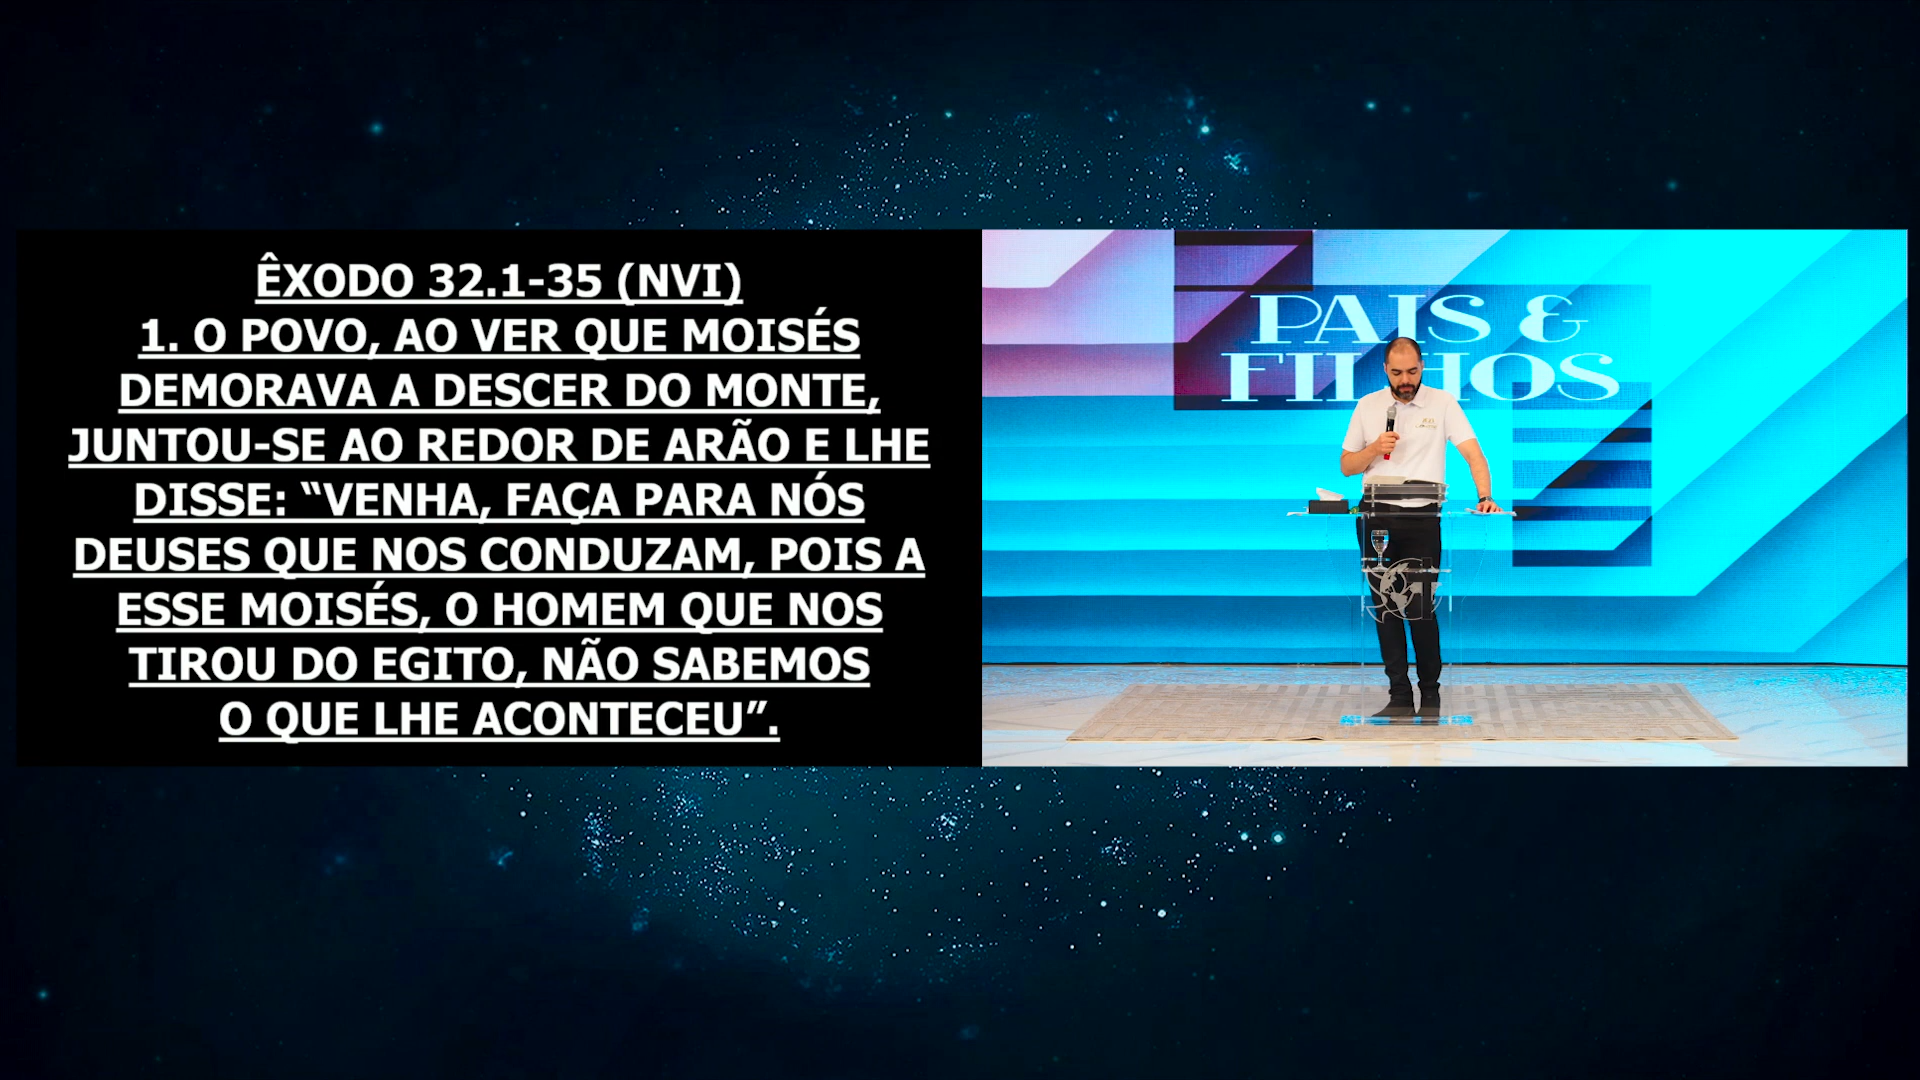 ÊXODO 32.1-35 (NVI)
1. O POVO, AO VER QUE MOISÉS
DEMORAVA A DESCER DO MONTE,
JUNTOU-SE AO REDOR DE ARÃO E LHE
DISSE: “VENHA, FAÇA PARA NÓS
DEUSES QUE NOS CONDUZAM, POIS A
ESSE MOISÉS, O HOMEM QUE NOS
TIROU DO EGITO, NÃO SABEMOS
O QUE LHE ACONTECEU”.
PAIS &
FILHOS